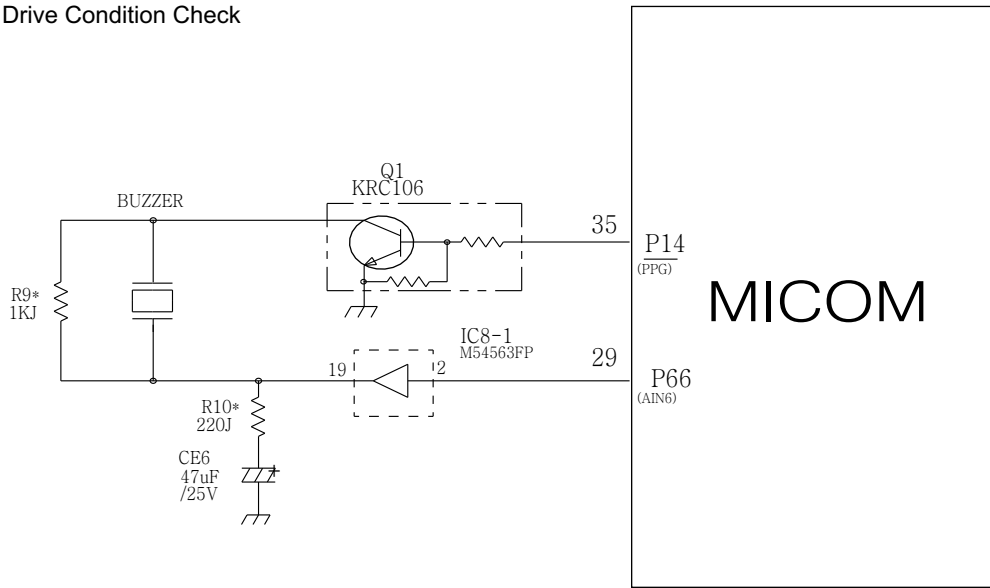 Drive Condition Check
Q1
KRC106
BUZZER
35
P14
(PPG)
R9*
1KJ
MICOM
IC8-1
M54563FP
19
2
29
P66
(AIN6)
R10*
220J
CE6
47uF
/25V
+